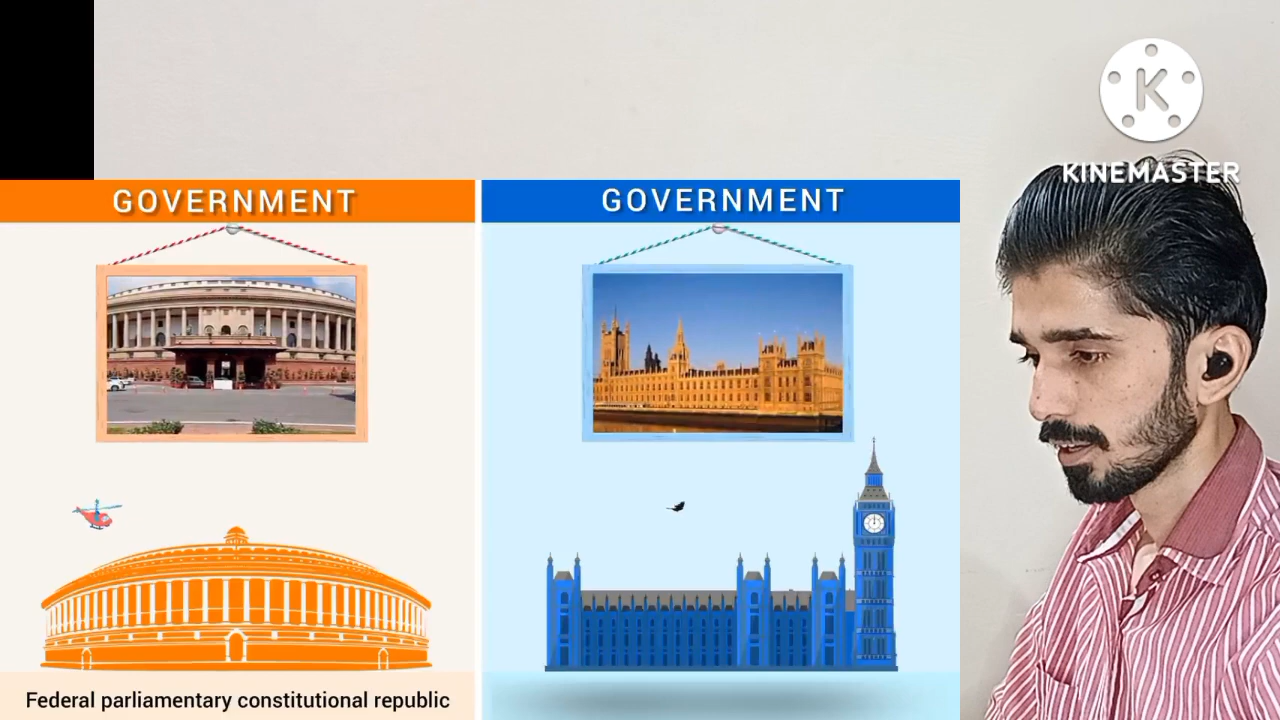 K
KINEMASTER
GOVERNMENT
GOVERNMENT
Federal parliamentary constitutional republic